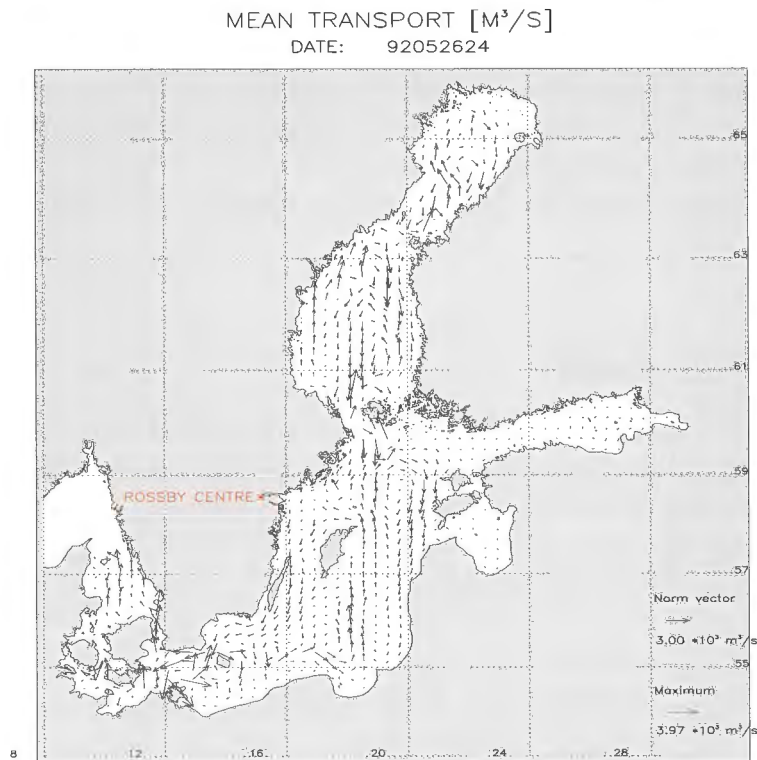 MEAN TRANSPORT [M³/S]
DATE: 92052624
65
63
61
59
ROSSBY CENTRE
57
Norm vector
3.00 *10³ m³/s
55
Maximum
3.97 *10³ m³/s
8 12 16 20 24 28